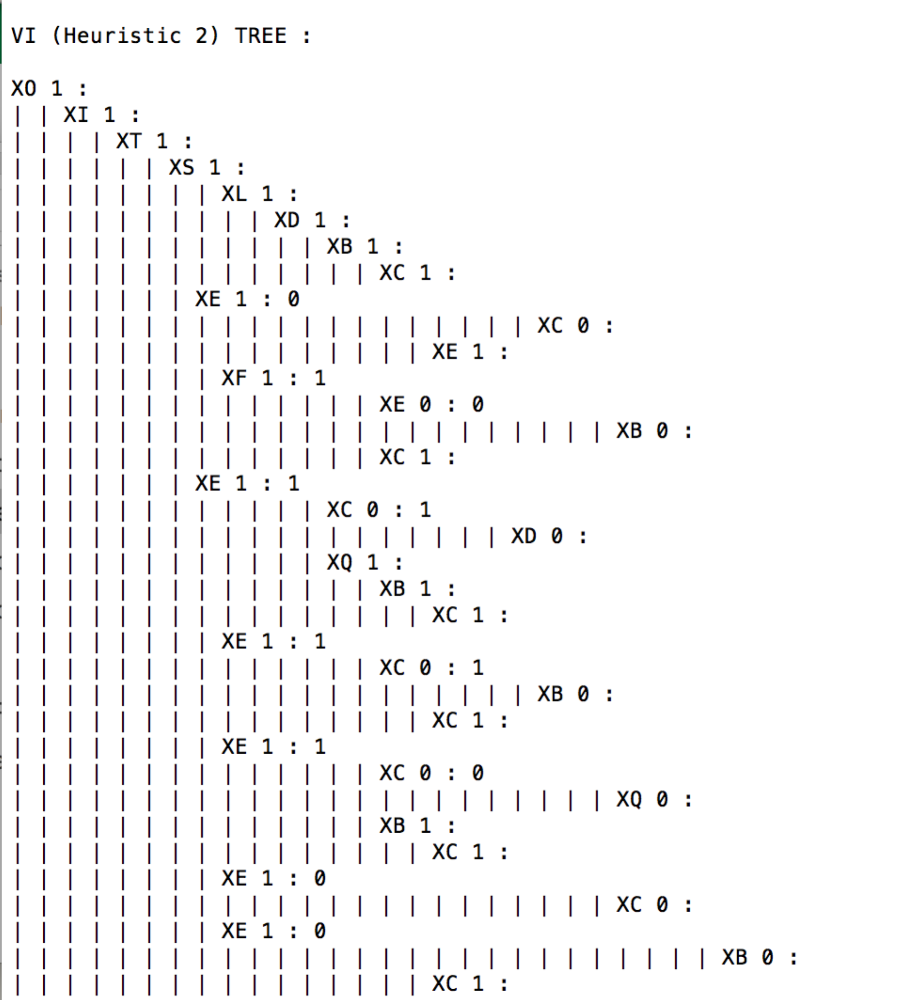 VI (Heuristic 2) TREE :
XO 1 :
| | XI 1 :
| | | | XT 1 :
| | | | | | XS 1 :
| | | | | | | | XL 1 :
| | | | | | | | | | XD 1 :
| | | | | | | | | | | | XB 1 :
| | | | | | | | | | | | | | XC 1 :
| | | | | | | XE 1 : 0
| | | | | | | | | | | | | | | | | | | | XC 0 :
| | | | | | | | | | | | | | | | XE 1 :
| | | | | | | | XF 1 : 1
| | | | | | | | | | | | | | XE 0 : 0
| | | | | | | | | | | | | | | | | | | | | | | XB 0 :
| | | | | | | | | | | | | | XC 1 :
| | | | | | | XE 1 : 1
| | | | | | | | | | | | XC 0 : 1
| | | | | | | | | | | | | | | | | | | XD 0 :
| | | | | | | | | | | | XQ 1 :
| | | | | | | | | | | | | | XB 1 :
| | | | | | | | | | | | | | | | XC 1 :
| | | | | | | | XE 1 : 1
| | | | | | | | | | | | | | XC 0 : 1
| | | | | | | | | | | | | | | | | | | | XB 0 :
| | | | | | | | | | | | | | | | XC 1 :
| | | | | | | | XE 1 : 1
| | | | | | | | | | | | | | XC 0 : 0
| | | | | | | | | | | | | | | | | | | | | | | XQ 0 :
| | | | | | | | | | | | | | XB 1 :
| | | | | | | | | | | | | | | | XC 1 :
| | | | | | | | XE 1 : 0
| | | | | | | | | | | | | | | | | | | | | | | XC 0 :
| | | | | | | | XE 1 : 0
| | | | | | | | | | | | | | | | | | | | | | | | | | | XB 0 :
| | | | | | | | | | | | | | | | XC 1 :